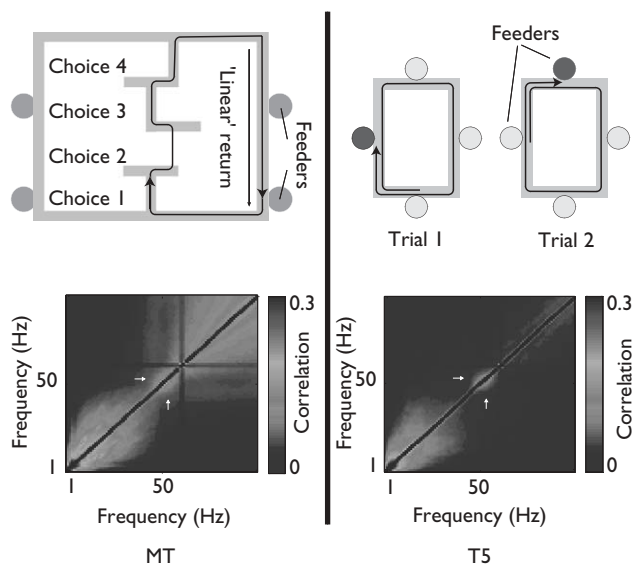 Choice 4
Choice 3
Choice 2
Choice 1
'Linear' return
Feeders
Frequency (Hz)
50
1
1
50
Frequency (Hz)
0.3
Correlation
0
MT
Feeders
Trial 1
Trial 2
Frequency (Hz)
50
1
1
50
Frequency (Hz)
0.3
Correlation
0
T5